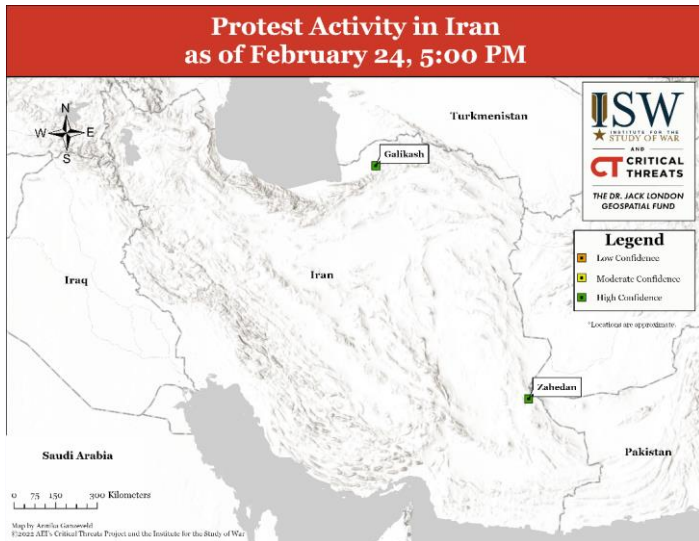 Protest Activity in Iran
as of February 24, 5:00 PM
N
W E
S
Turkmenistan
ISW
INSTITUTE FOR THE
STUDY OF WAR
AND
CT CRITICAL
THREATS
THE DR. JACK LONDON
GEOSPATIAL FUND
Galikash
Legend
Low Confidence
Moderate Confidence
High Confidence
*Locations are approximate.
Iraq
Iran
Zahedan
Pakistan
Saudi Arabia
0 75 150 300 Kilometers
Map by Annika Ganzeveld
©2022 AEI's Critical Threats Project and the Institute for the Study of War